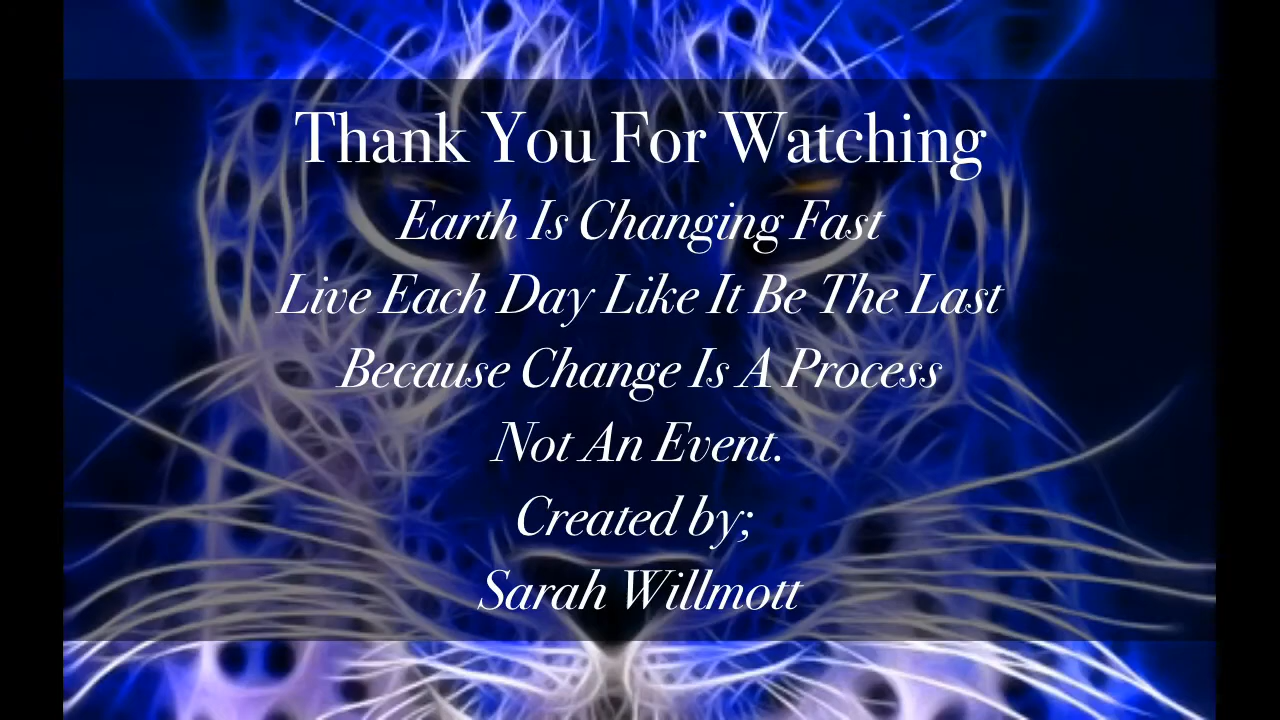 Thank You For Watching
Earth Is Changing Fast
Live Each Day Like It Be The Last
Because Change Is A Process
Not An Event.
Created by;
Sarah Willmott